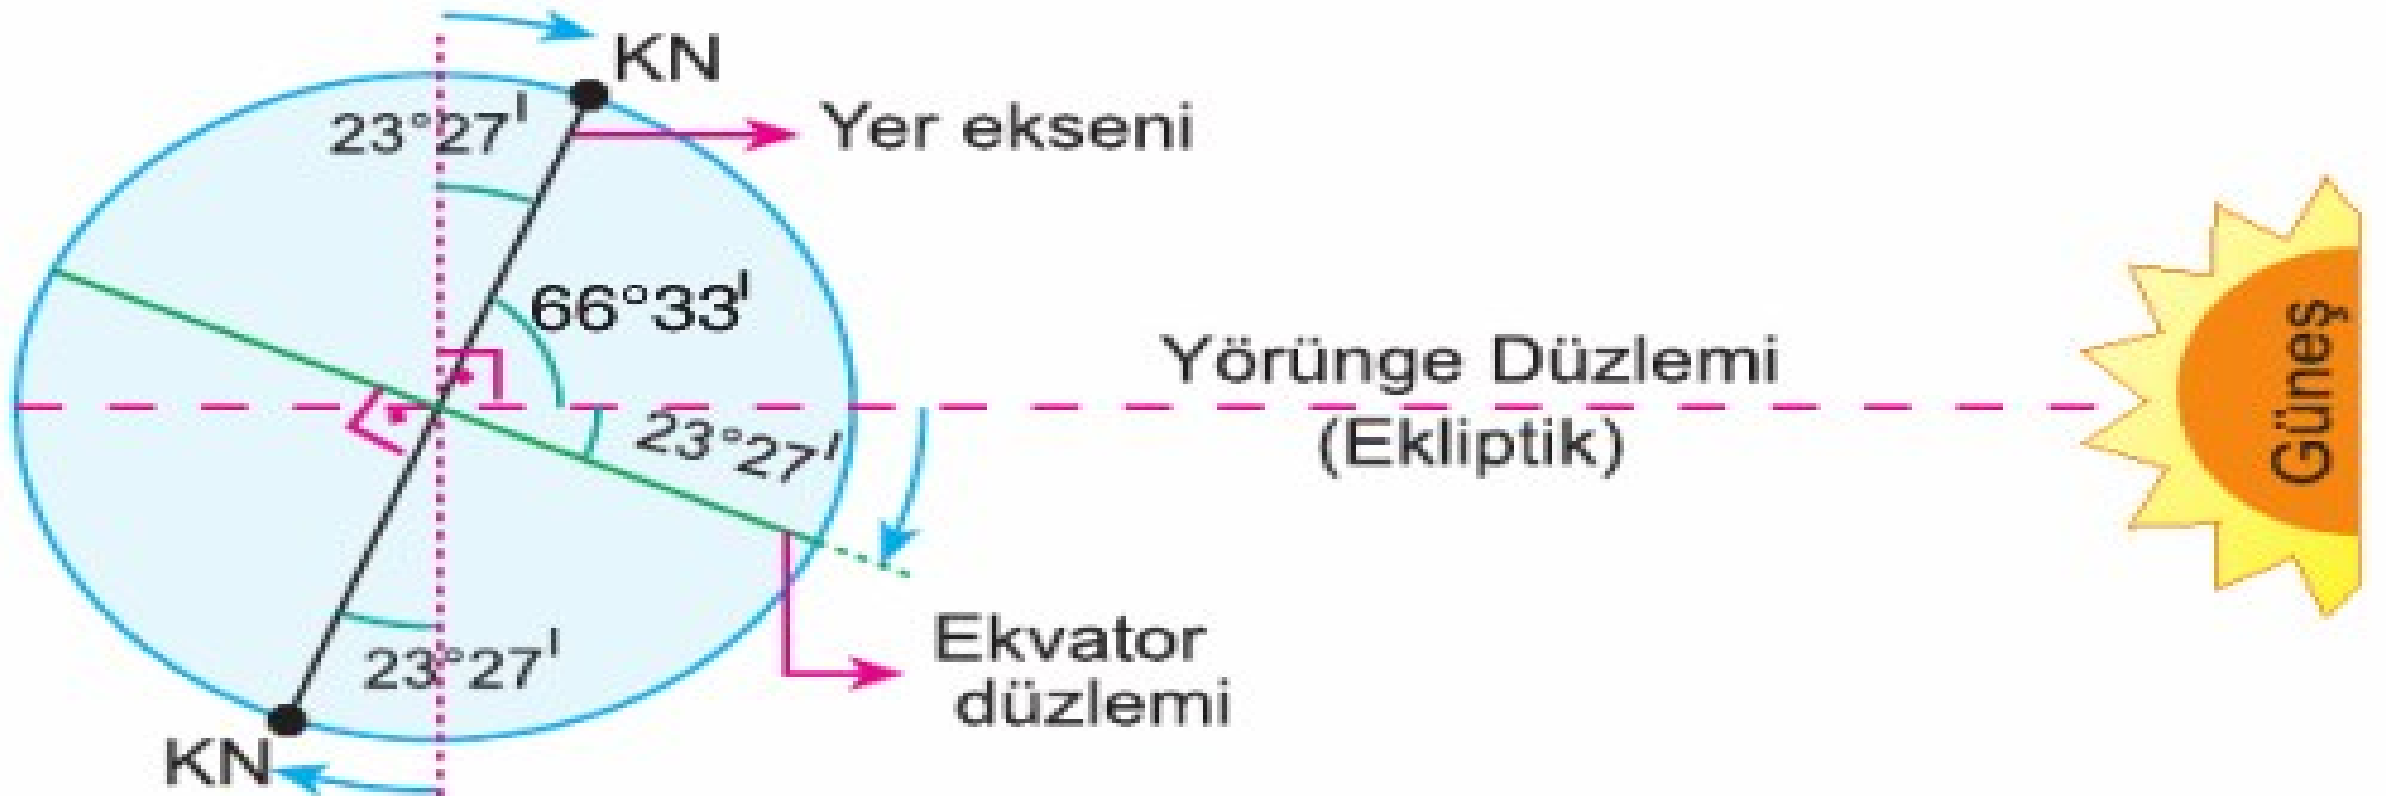 KN
23°27'
Yer ekseni
66°33'
Yörünge Düzlemi
(Ekliptik)
23°27'
Güneş
Ekvator
düzlemi
23°27'
KN